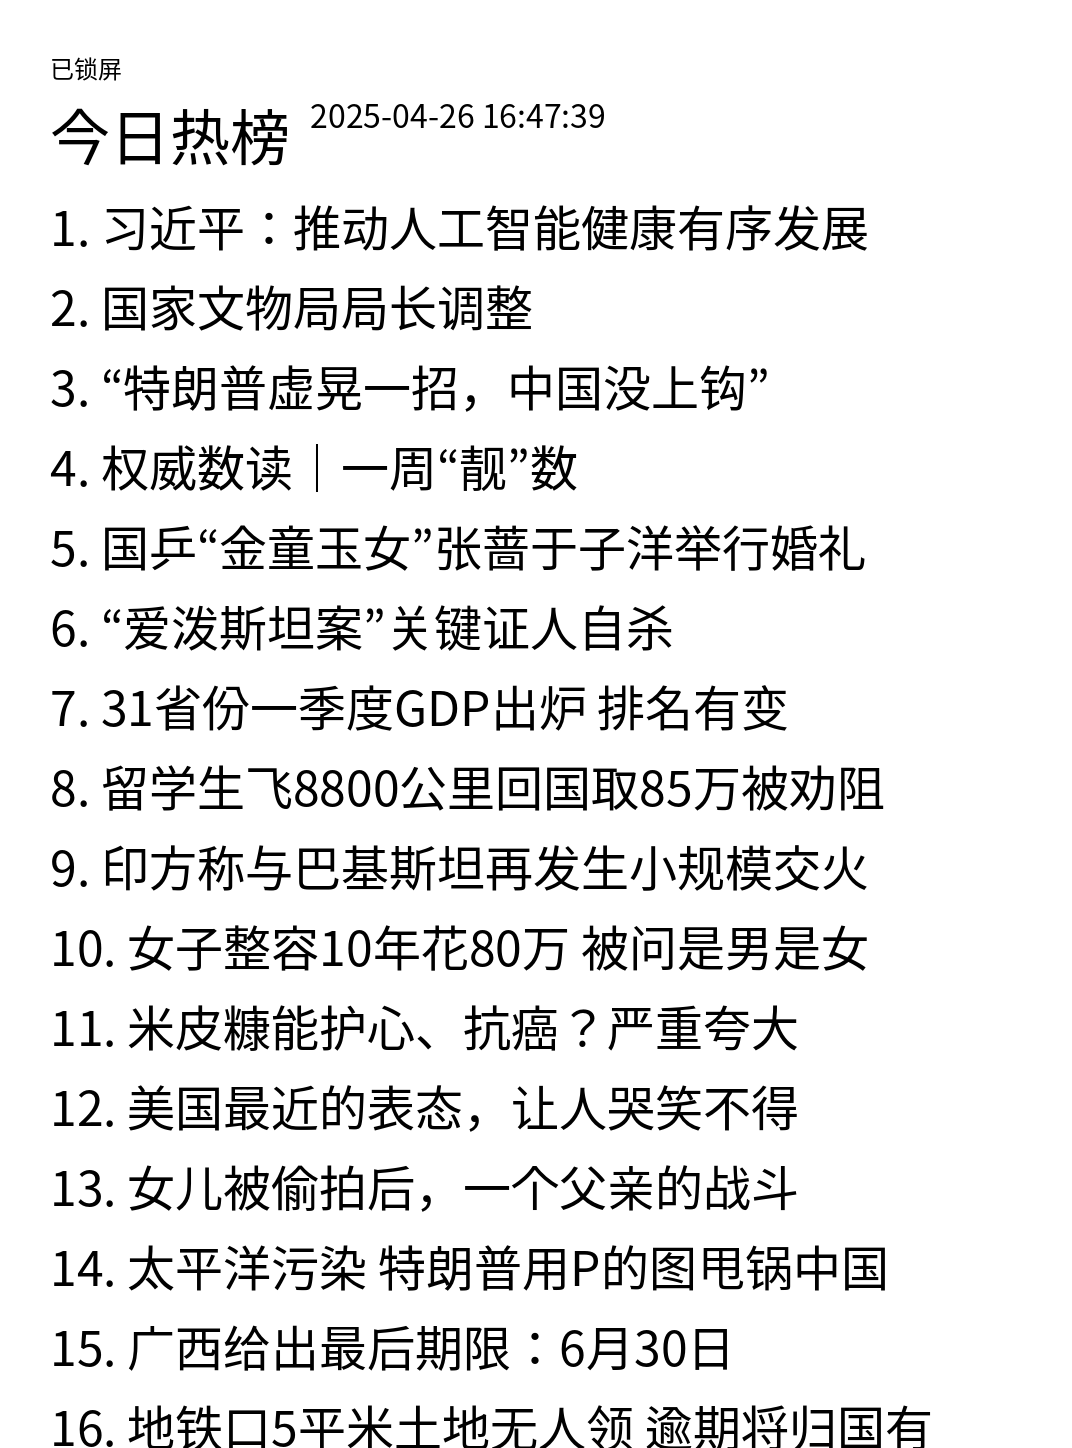 已锁屏
今日热榜 2025-04-26 16:47:39
1. 习近平：推动人工智能健康有序发展
2. 国家文物局局长调整
3. “特朗普虚晃一招，中国没上钩”
4. 权威数读｜一周“靓”数
5. 国乒“金童玉女”张蔷于子洋举行婚礼
6. “爱泼斯坦案”关键证人自杀
7. 31省份一季度GDP出炉 排名有变
8. 留学生飞8800公里回国取85万被劝阻
9. 印方称与巴基斯坦再发生小规模交火
10. 女子整容10年花80万 被问是男是女
11. 米皮糠能护心、抗癌？严重夸大
12. 美国最近的表态，让人哭笑不得
13. 女儿被偷拍后，一个父亲的战斗
14. 太平洋污染 特朗普用P的图甩锅中国
15. 广西给出最后期限：6月30日
16. 地铁口5平米土地无人领 逾期将归国有